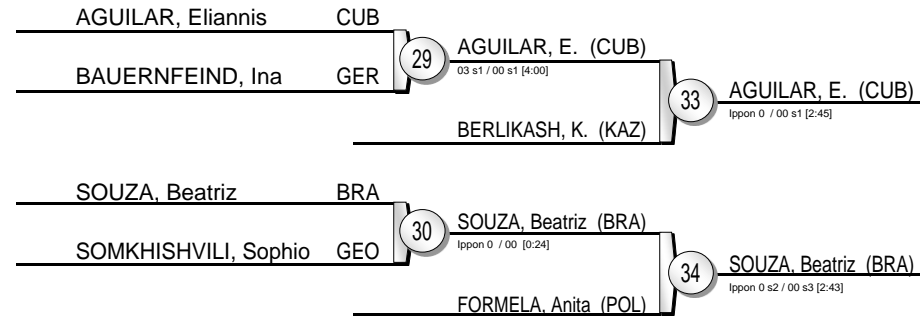 AGUILAR, Eliannis CUB
BAUERNFEIND, Ina GER
29
AGUILAR, E. (CUB)
03 s1 / 00 s1 [4:00]
BERLIKASH, K. (KAZ)
33
AGUILAR, E. (CUB)
Ippon 0 / 00 s1 [2:45]
SOUZA, Beatriz BRA
SOMKHISHVILI, Sophio GEO
30
SOUZA, Beatriz (BRA)
Ippon 0 / 00 [0:24]
FORMELA, Anita (POL)
34
SOUZA, Beatriz (BRA)
Ippon 0 s2 / 00 s3 [2:43]